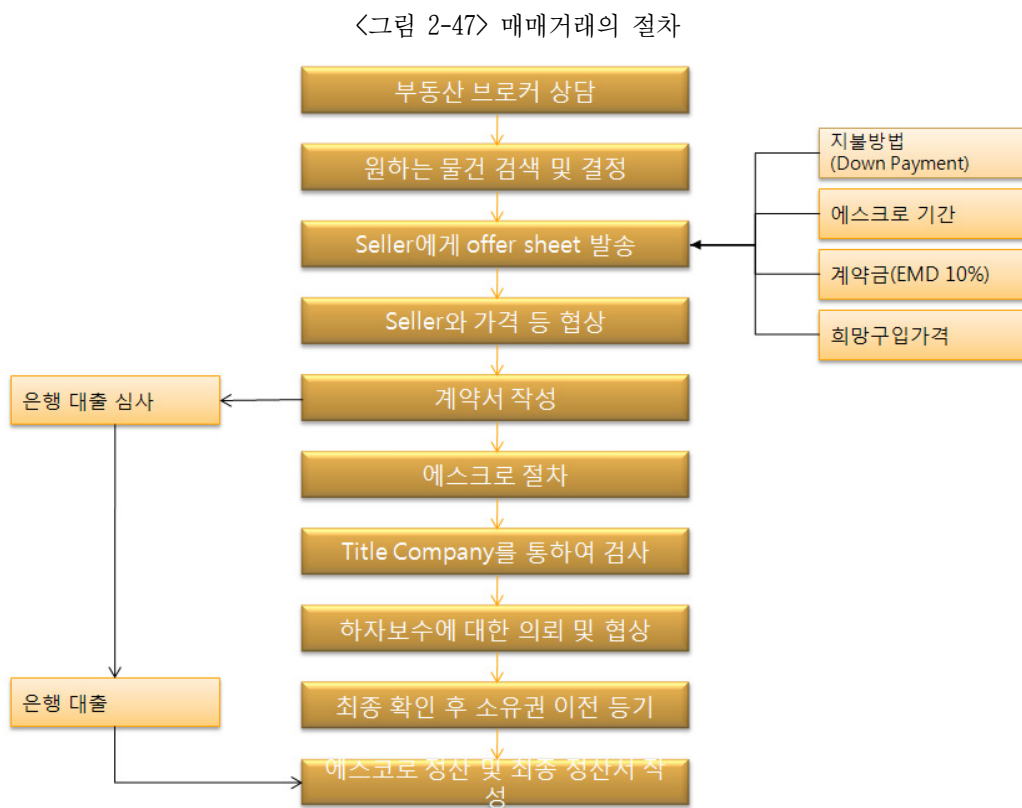 <그림 2-47> 매매거래의 절차
부동산 브로커 상담
원하는 물건 검색 및 결정
Seller에게 offer sheet 발송
지불방법
(Down Payment)
에스크로 기간
계약금(EMD 10%)
희망구입가격
Seller와 가격 등 협상
은행 대출 심사
계약서 작성
에스크로 절차
Title Company를 통하여 검사
하자보수에 대한 의뢰 및 협상
은행 대출
최종 확인 후 소유권 이전 등기
에스코로 정산 및 최종 정산서 작
성